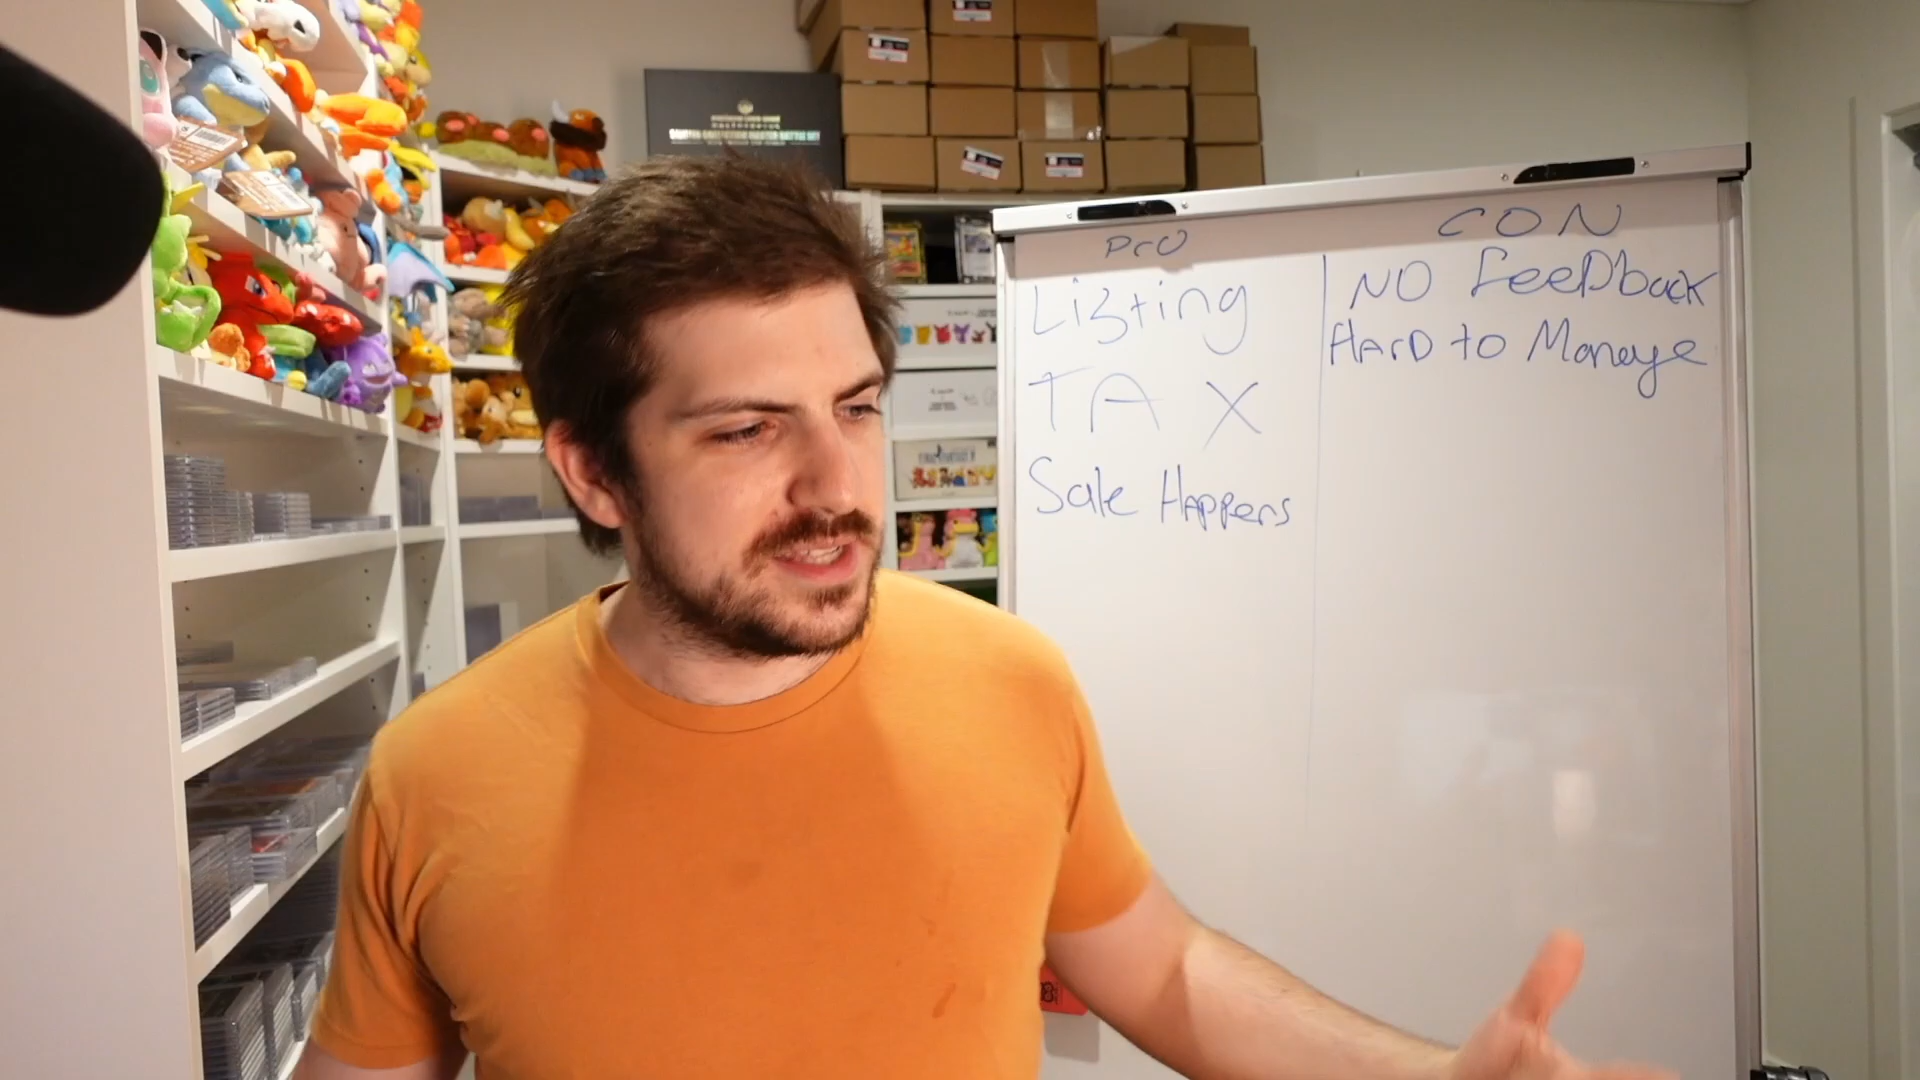 Pro
CON
Listing
TAX
Sale Happens
NO feedback
HArD to Manage